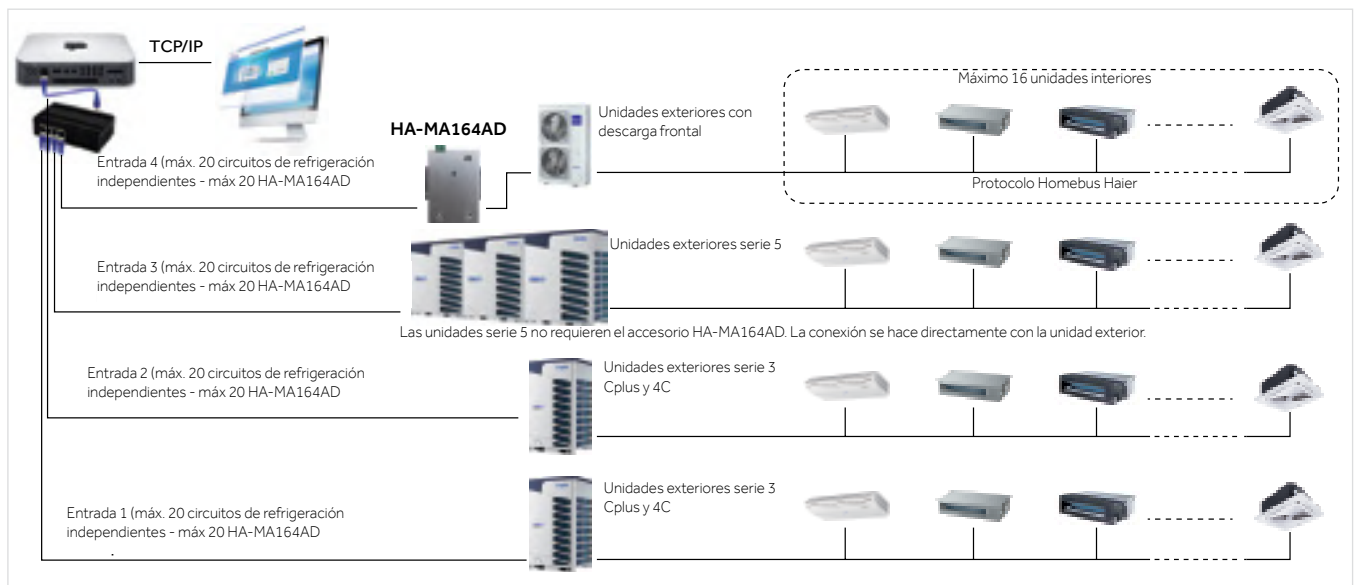 TCP/IP
Máximo 16 unidades interiores
Unidades exteriores con
descarga frontal
HA-MA164AD
Entrada 4 (máx. 20 circuitos de refrigeración
independientes - máx 20 HA-MA164AD
Protocolo Homebus Haier
Unidades exteriores serie 5
Entrada 3 (máx. 20 circuitos de refrigeración
independientes - máx 20 HA-MA164AD
Las unidades serie 5 no requieren el accesorio HA-MA164AD. La conexión se hace directamente con la unidad exterior.
Entrada 2 (máx. 20 circuitos de refrigeración
independientes - máx 20 HA-MA164AD
Unidades exteriores serie 3
Cplus y 4C
Unidades exteriores serie 3
Cplus y 4C
Entrada 1 (máx. 20 circuitos de refrigeración
independientes - máx 20 HA-MA164AD